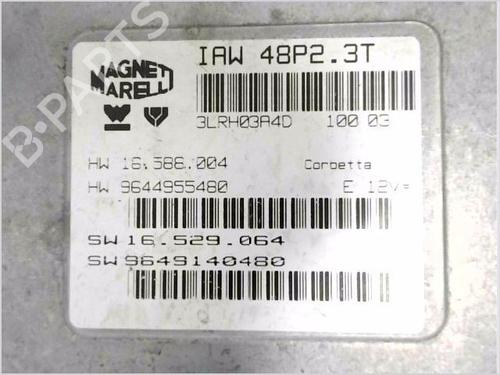 MAGNETI
MARELLI
IAW 48P2.3T
3LRH03A4D 100 03
HW 16.586.004 Corbetta
HW 9644955480 E 12V=
SW 16.529.064
SW 9649140480
B-PARTS